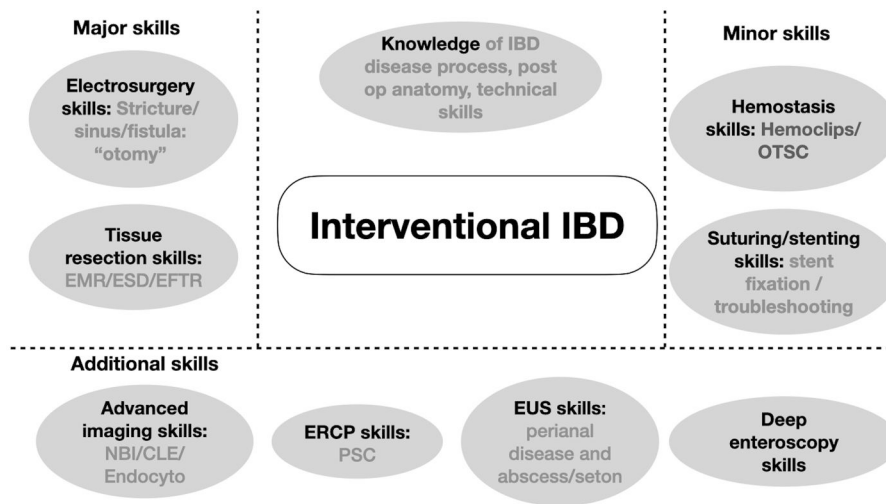 Major skills
Electrosurgery
skills: Stricture/
sinus/fistula:
“otomy”
Tissue
resection skills:
EMR/ESD/EFTR
Knowledge of IBD
disease process, post
op anatomy, technical
skills
Interventional IBD
Minor skills
Hemostasis
skills: Hemoclips/
OTSC
Suturing/stenting
skills: stent
fixation /
troubleshooting
Additional skills
Advanced
imaging skills:
NBI/CLE/
Endocyto
ERCP skills:
PSC
EUS skills:
perianal
disease and
abscess/seton
Deep
enteroscopy
skills